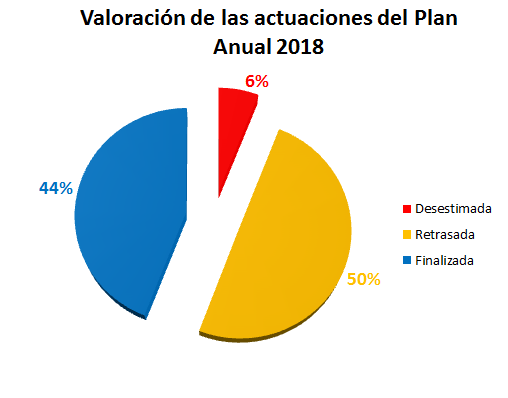 Valoración de las actuaciones del Plan
Anual 2018
6%
44%
50%
Desestimada
Retrasada
Finalizada